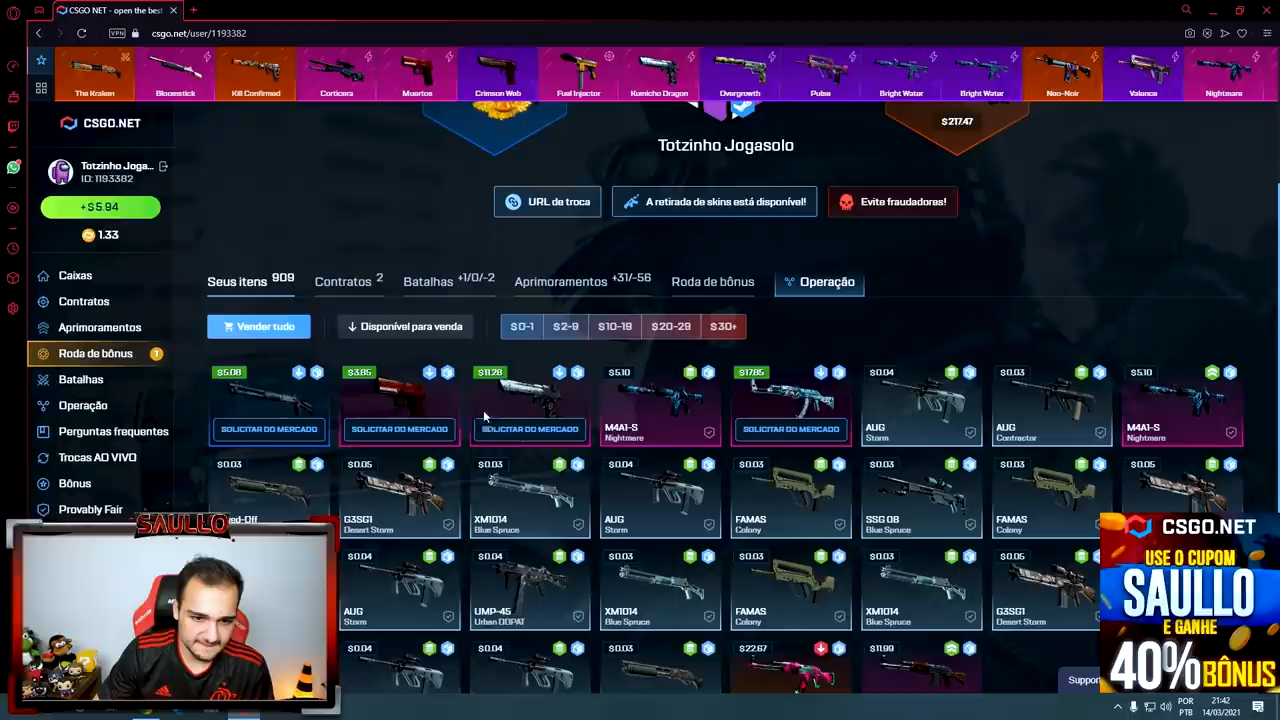 CSGO NET - open the best
VPN
csgo.net/user/1193382
The Kraken
Bloomstick
Kill Confirmed
Corticera
Muertos
Crimson Web
Fuel Injector
Kumicho Dragon
Overgrowth
Pulse
Bright Water
Bright Water
Neo-Noir
Valence
Nightmare
CSGO.NET
$217.47
Totzinho Jogasolo
Totzinho Joga...
ID: 1193382
+$5.94
1.33
URL de troca
A retirada de skins está disponível!
Evite fraudadores!
Caixas
Contratos
Aprimoramentos
Roda de bônus 1
Batalhas
Operação
Perguntas frequentes
Trocas AO VIVO
Bônus
Provably Fair
Seus itens 909
Contratos 2
Batalhas +1/0/-2
Aprimoramentos +31/-56
Roda de bônus
Operação
Vender tudo
Disponível para venda
$0-1
$2-9
$10-19
$20-29
$30+
$5.08
SOLICITAR DO MERCADO
$3.85
SOLICITAR DO MERCADO
$11.28
SOLICITAR DO MERCADO
$5.10
M4A1-S
Nightmare
$17.85
SOLICITAR DO MERCADO
$0.04
AUG
Storm
$0.03
AUG
Contractor
$5.10
M4A1-S
Nightmare
$0.03
ed-Off
$0.05
G3SG1
Desert Storm
$0.03
XM1014
Blue Spruce
$0.04
AUG
Storm
$0.03
FAMAS
Colony
$0.03
SSG 08
Blue Spruce
$0.03
FAMAS
Colony
$0.05
$0.04
AUG
Storm
$0.04
UMP-45
Urban DDPAT
$0.03
XM1014
Blue Spruce
$0.03
FAMAS
Colony
$0.03
XM1014
Blue Spruce
$0.05
G3SG1
Desert Storm
$0.04
$0.04
$0.03
$22.67
$11.99
Support
SAULLO
CSGO.NET
USE O CUPOM
SAULLO
E GANHE
40% BÔNUS
POR
PTB
21:42
14/03/2021